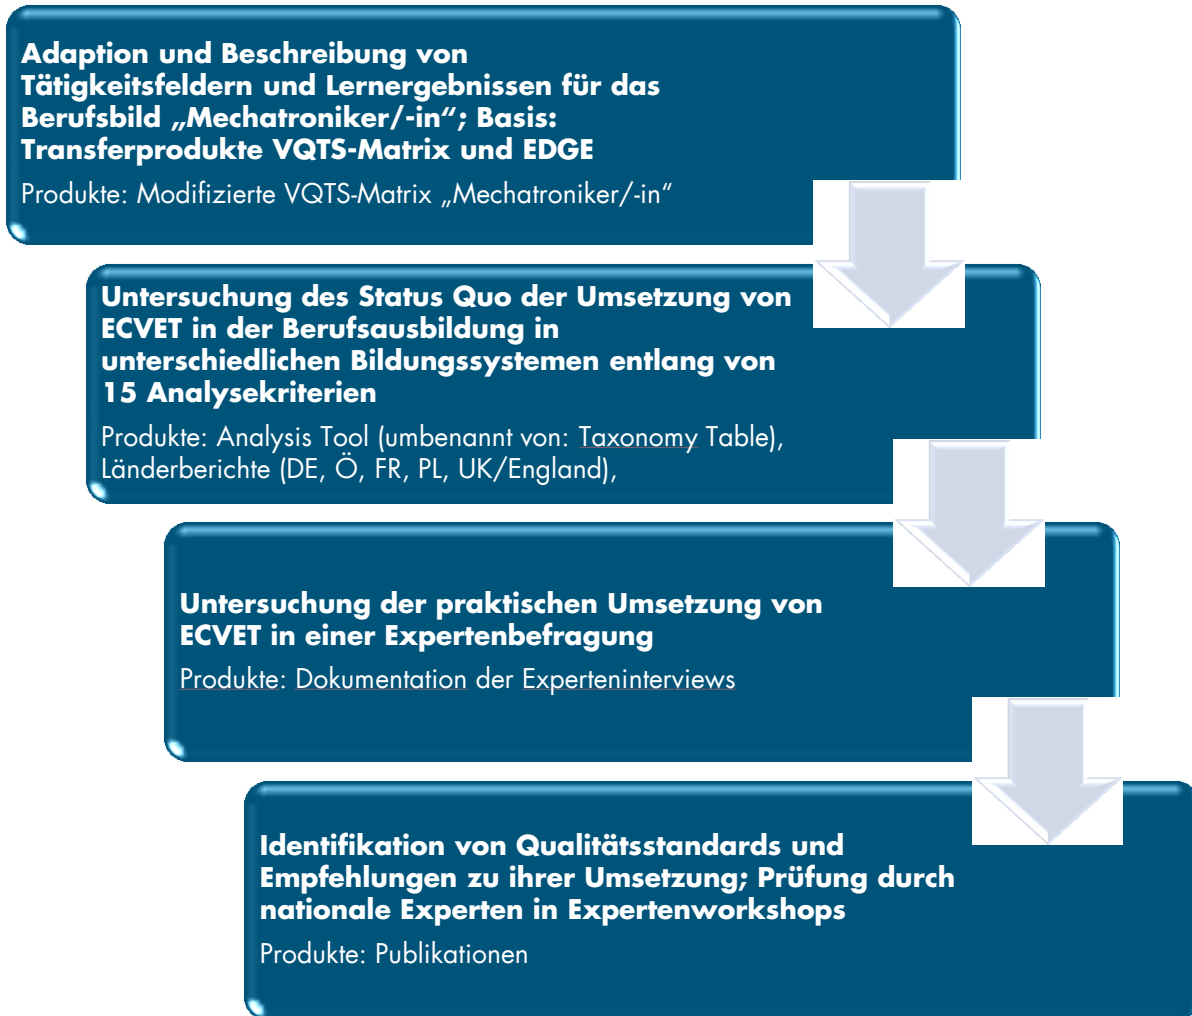 Adaption und Beschreibung von
Tätigkeitsfeldern und Lernergebnissen für das
Berufsbild „Mechatroniker/-in“; Basis:
Transferprodukte VQTS-Matrix und EDGE
Produkte: Modifizierte VQTS-Matrix „Mechatroniker/-in“
Untersuchung des Status Quo der Umsetzung von
ECVET in der Berufsausbildung in
unterschiedlichen Bildungssystemen entlang von
15 Analysekriterien
Produkte: Analysis Tool (umbenannt von: Taxonomy Table),
Länderberichte (DE, Ö, FR, PL, UK/England),
Untersuchung der praktischen Umsetzung von
ECVET in einer Expertenbefragung
Produkte: Dokumentation der Experteninterviews
Identifikation von Qualitätsstandards und
Empfehlungen zu ihrer Umsetzung; Prüfung durch
nationale Experten in Expertenworkshops
Produkte: Publikationen